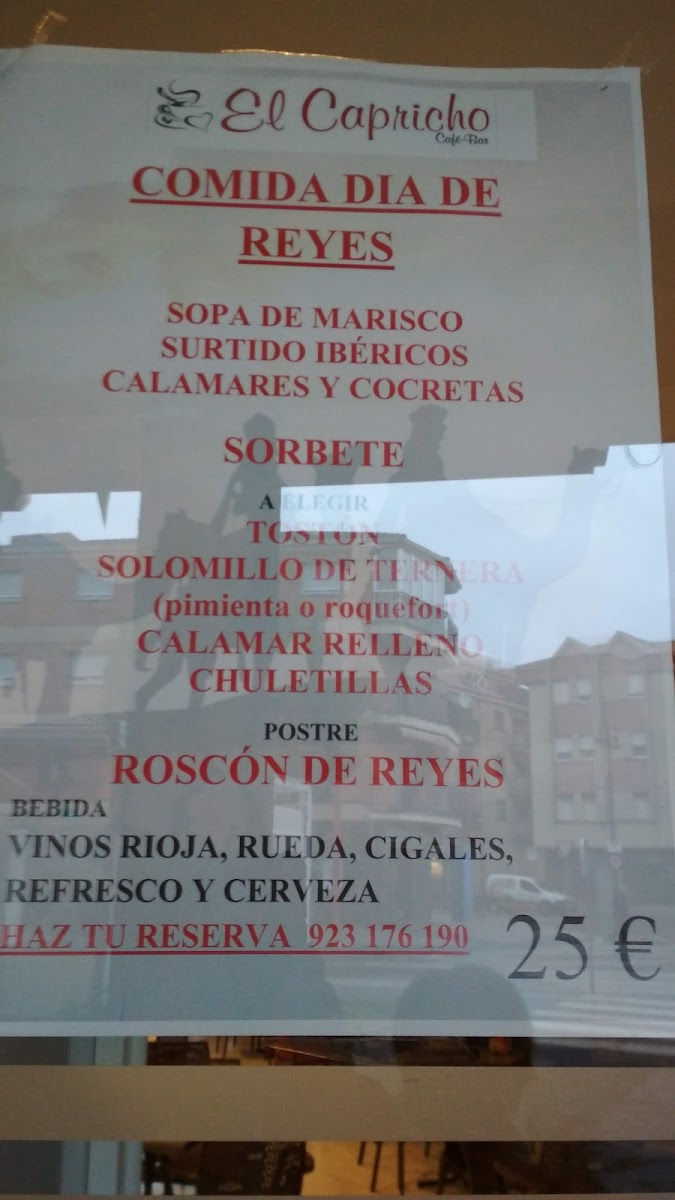 El Capricho
Café-Bar
COMIDA DIA DE
REYES
SOPA DE MARISCO
SURTIDO IBÉRICOS
CALAMARES Y COCRETAS
SORBETE
A ELEGIR
TOSTÓN
SOLOMILLO DE TERNERA
(pimienta o roquefort)
CALAMAR RELLENO
CHULETILLAS
POSTRE
ROSCÓN DE REYES
BEBIDA
VINOS RIOJA, RUEDA, CIGALES,
REFRESCO Y CERVEZA
HAZ TU RESERVA 923 176 190
25 €